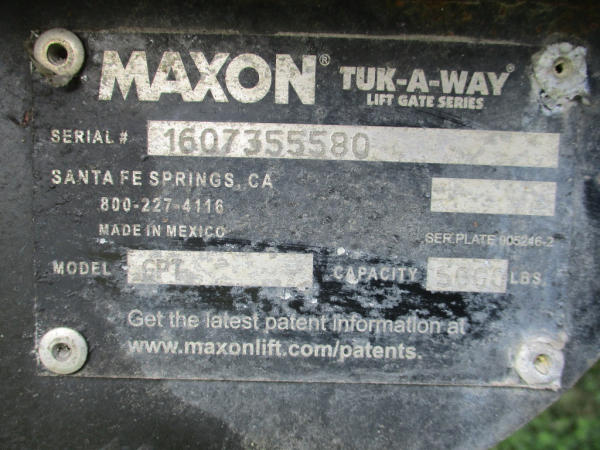 MAXON®
TUK-A-WAY®
LIFT GATE SERIES
SERIAL # 1607355580
SANTA FE SPRINGS, CA
800-227-4116
MADE IN MEXICO
SER.PLATE 905246-2
MODEL GPT
CAPACITY LBS
Get the latest patent information at
www.maxonlift.com/patents.